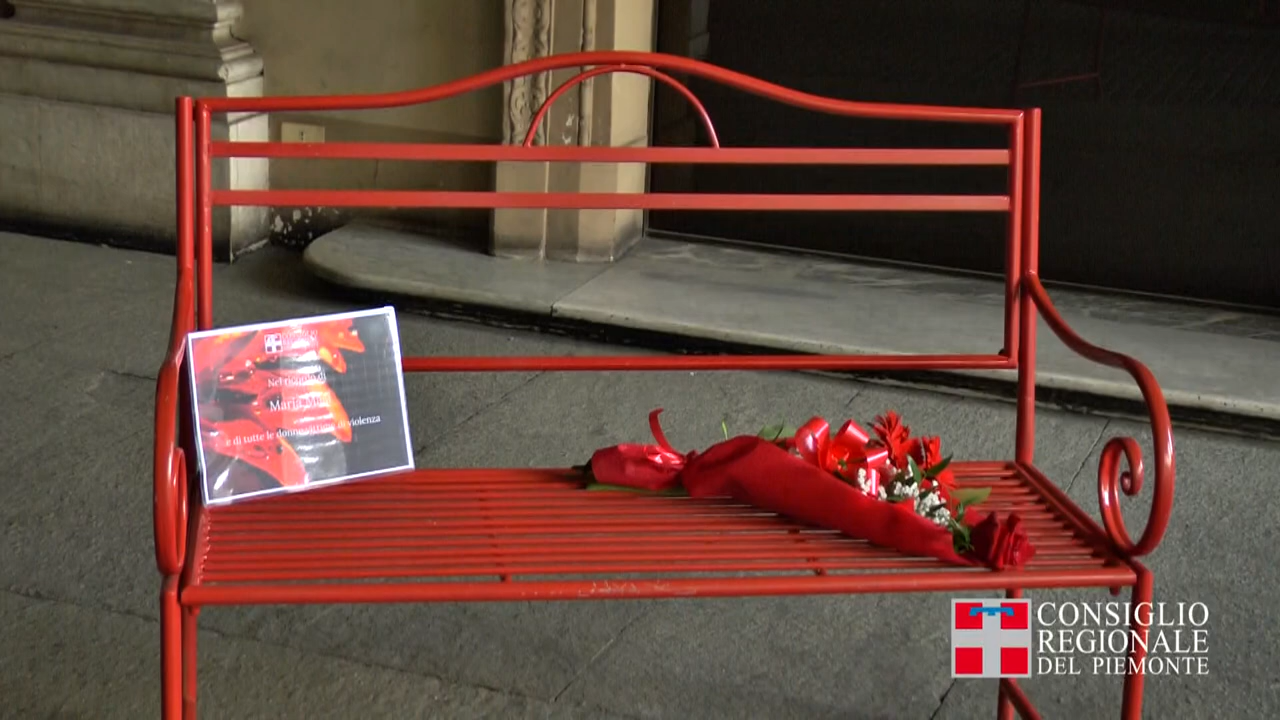 Nel ricordo di
Maria
e di tutte le donne vittime di violenza
CONSIGLIO
REGIONALE
DEL PIEMONTE